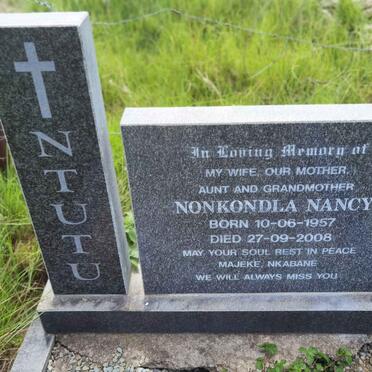 NTUTU
In Loving Memory of
MY WIFE, OUR MOTHER,
AUNT AND GRANDMOTHER
NONKONDLA NANCY
BORN 10-06-1957
DIED 27-09-2008
MAY YOUR SOUL REST IN PEACE
MAJEKE, NKABANE
WE WILL ALWAYS MISS YOU